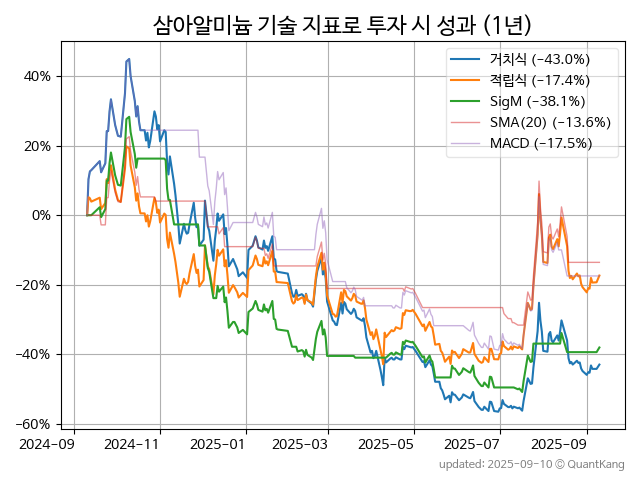 삼아알미늄 기술 지표로 투자 시 성과 (1년)
거치식 (−43.0%)
적립식 (−17.4%)
SigM (−38.1%)
SMA(20) (−13.6%)
MACD (−17.5%)
40%
20%
0%
−20%
−40%
−60%
2024-09 2024-11 2025-01 2025-03 2025-05 2025-07 2025-09
updated: 2025-09-10 © QuantKang